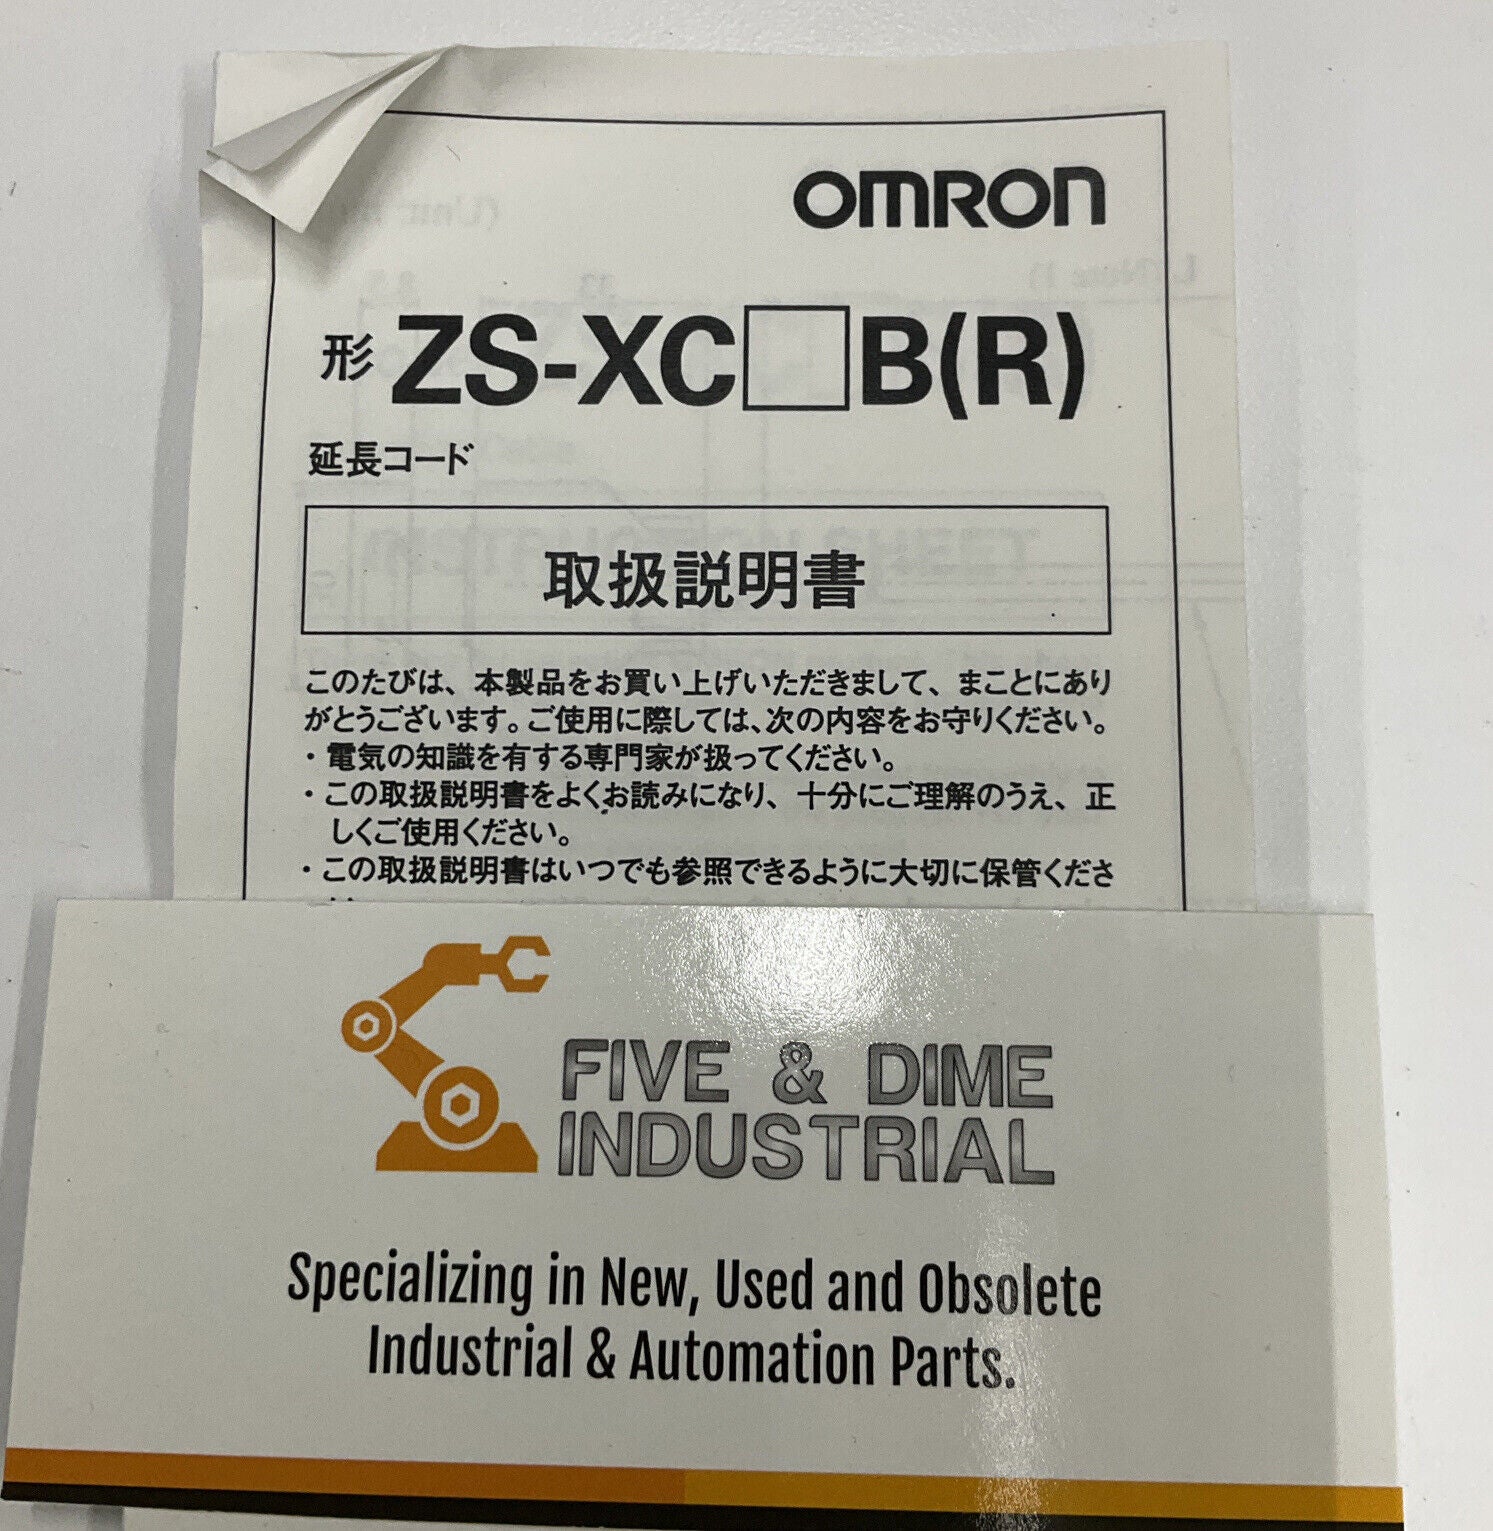 OMRON
形 ZS-XC□B(R)
延長コード
取扱説明書
このたびは、本製品をお買い上げいただきまして、まことにあり
がとうございます。ご使用に際しては、次の内容をお守りください。
・電気の知識を有する専門家が扱ってください。
・この取扱説明書をよくお読みになり、十分にご理解のうえ、正
しくご使用ください。
・この取扱説明書はいつでも参照できるように大切に保管くださ
FIVE & DIME
INDUSTRIAL
Specializing in New, Used and Obsolete
Industrial & Automation Parts.